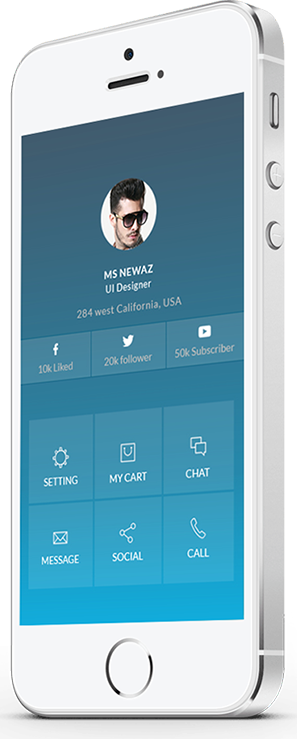 MS NEWAZ
UI Designer
284 west California, USA
10k Liked 20k follower 50k Subscriber
SETTING MY CART CHAT
MESSAGE SOCIAL CALL